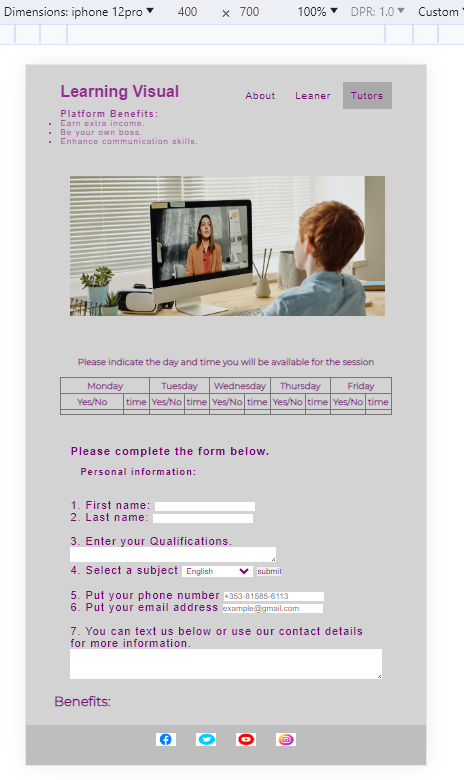 Dimensions: iphone 12pro 400 × 700 100% DPR: 1.0 Custom
Learning Visual
About Leaner Tutors
Platform Benefits:
Earn extra income.
Be your own boss.
Enhance communication skills.
Please indicate the day and time you will be available for the session
Monday Tuesday Wednesday Thursday Friday
Yes/No time Yes/No time Yes/No time Yes/No time Yes/No time
Please complete the form below.
Personal information:
1. First name:
2. Last name:
3. Enter your Qualifications.
4. Select a subject English submit
5. Put your phone number +353-81585-6113
6. Put your email address example@gmail.com
7. You can text us below or use our contact details
for more information.
Benefits: